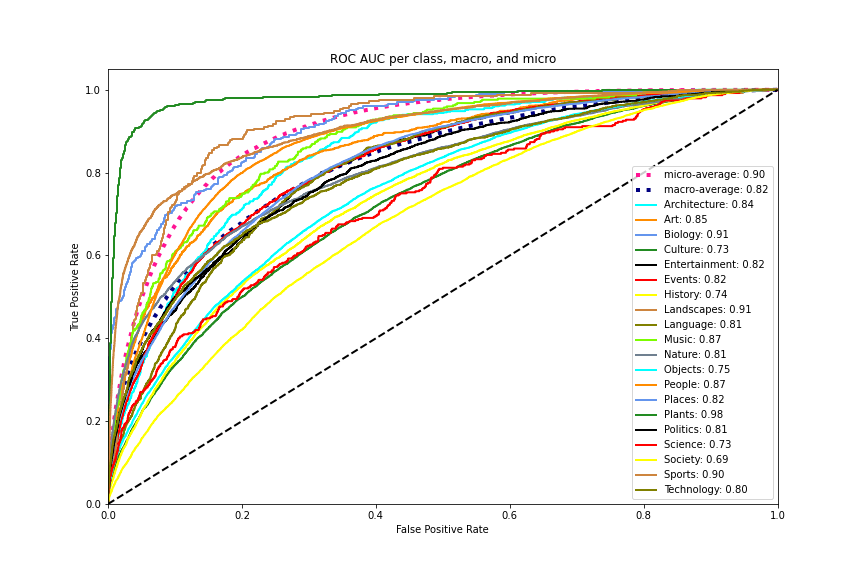 ROC AUC per class, macro, and micro
True Positive Rate
1.0
0.8
0.6
0.4
0.2
0.0
micro-average: 0.90
macro-average: 0.82
Architecture: 0.84
Art: 0.85
Biology: 0.91
Culture: 0.73
Entertainment: 0.82
Events: 0.82
History: 0.74
Landscapes: 0.91
Language: 0.81
Music: 0.87
Nature: 0.81
Objects: 0.75
People: 0.87
Places: 0.82
Plants: 0.98
Politics: 0.81
Science: 0.73
Society: 0.69
Sports: 0.90
Technology: 0.80
0.0 0.2 0.4 0.6 0.8 1.0
False Positive Rate